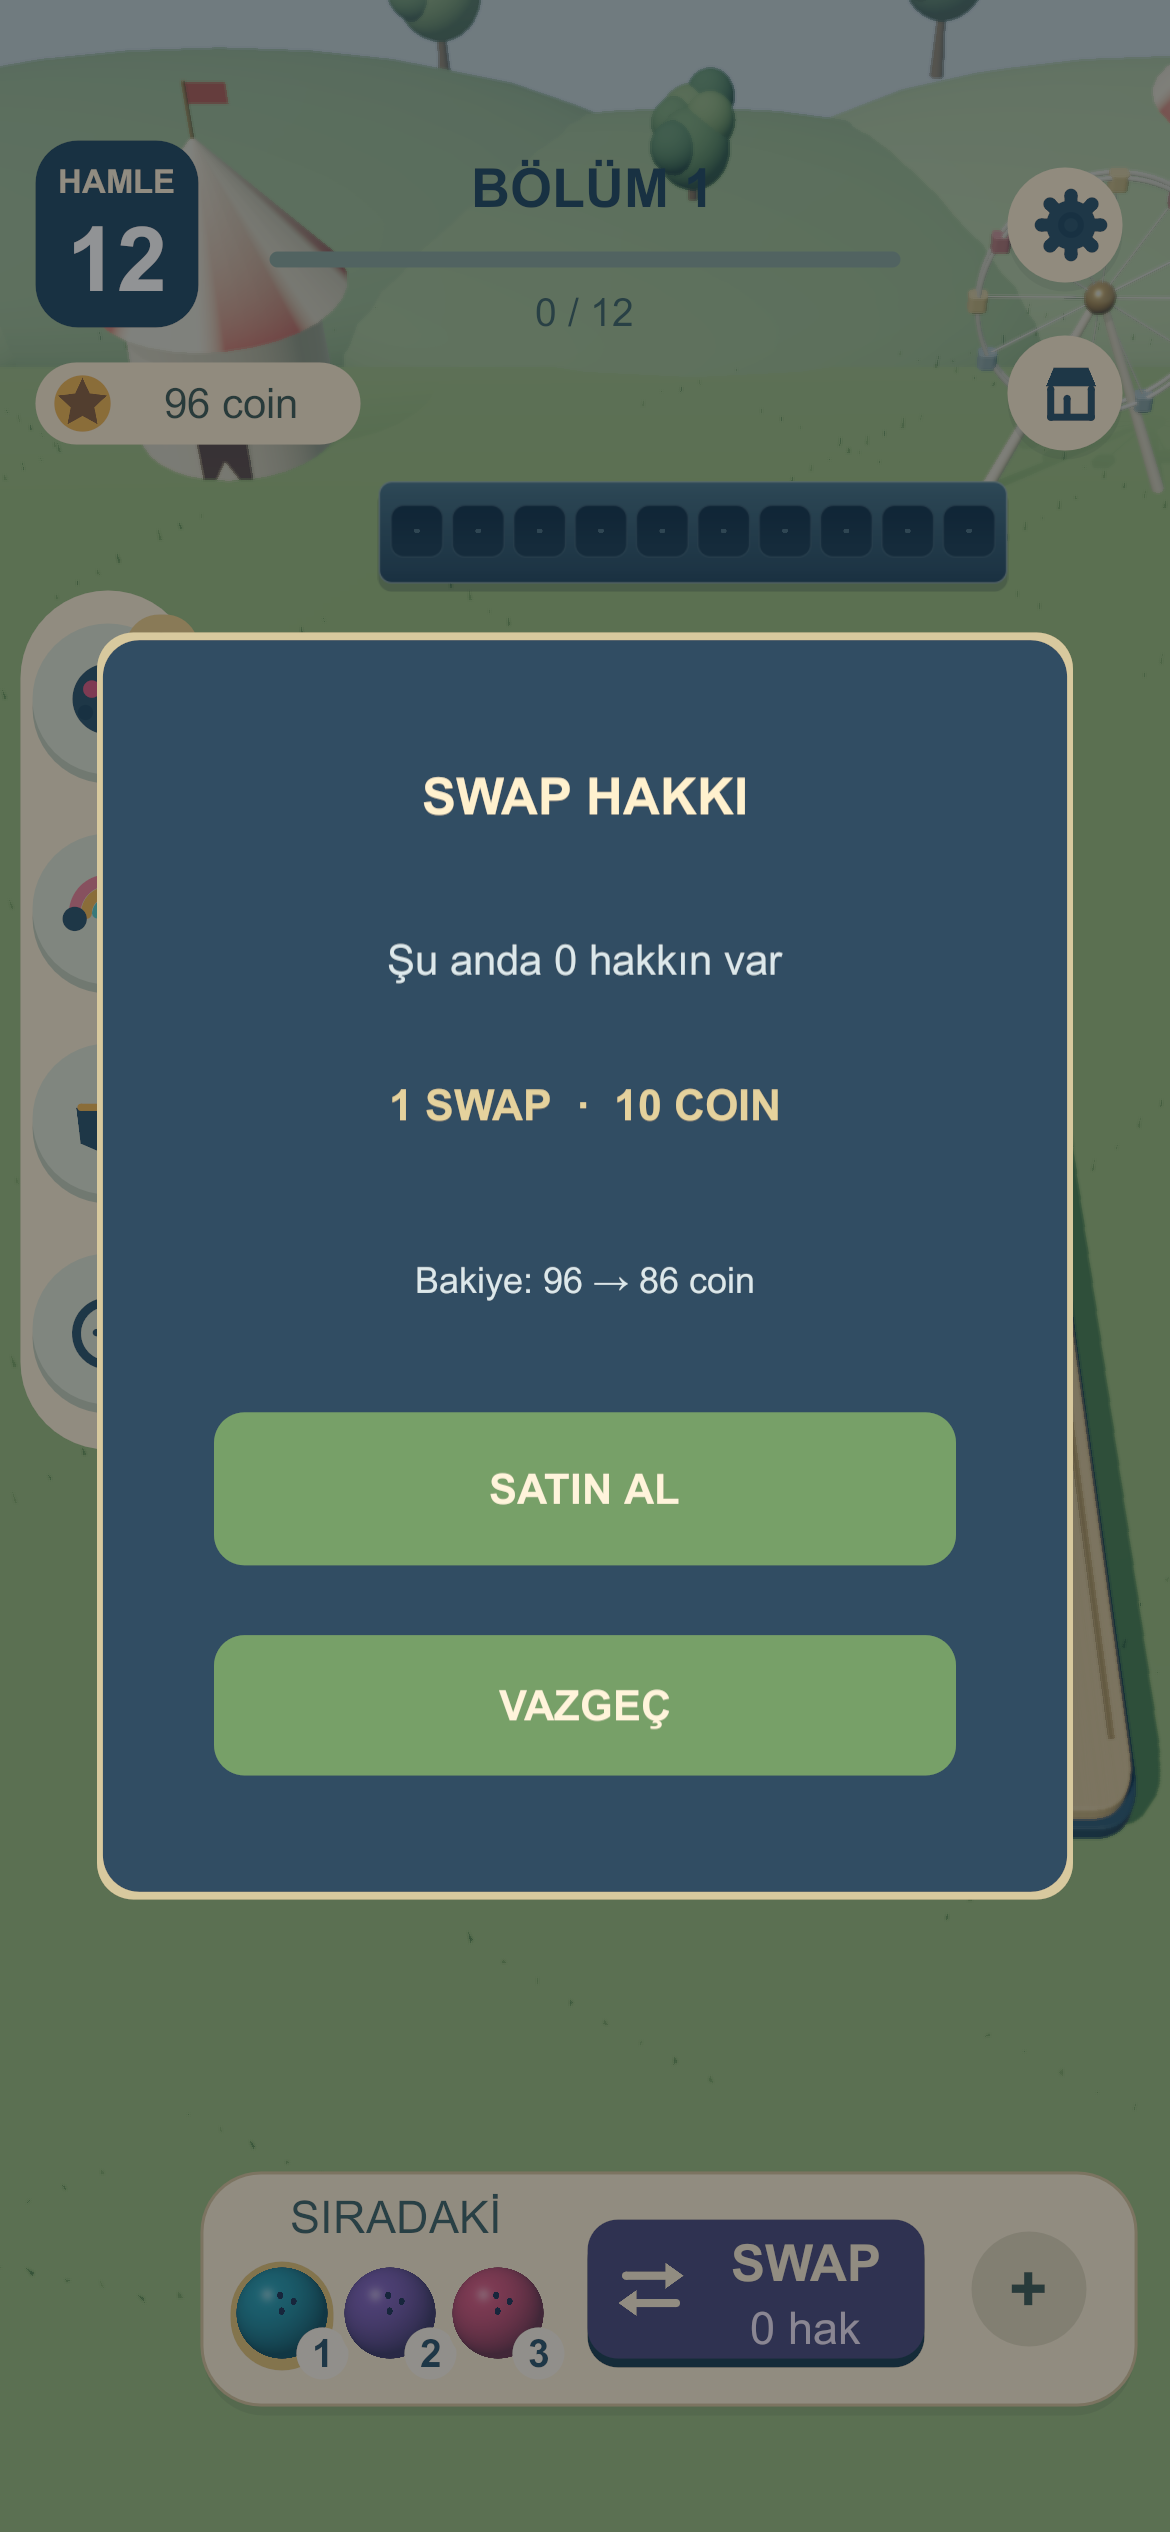 HAMLE
12
BÖLÜM 1
0 / 12
96 coin
SWAP HAKKI
Şu anda 0 hakkın var
1 SWAP · 10 COIN
Bakiye: 96 → 86 coin
SATIN AL
VAZGEÇ
SIRADAKİ
1 2 3
SWAP
0 hak
+